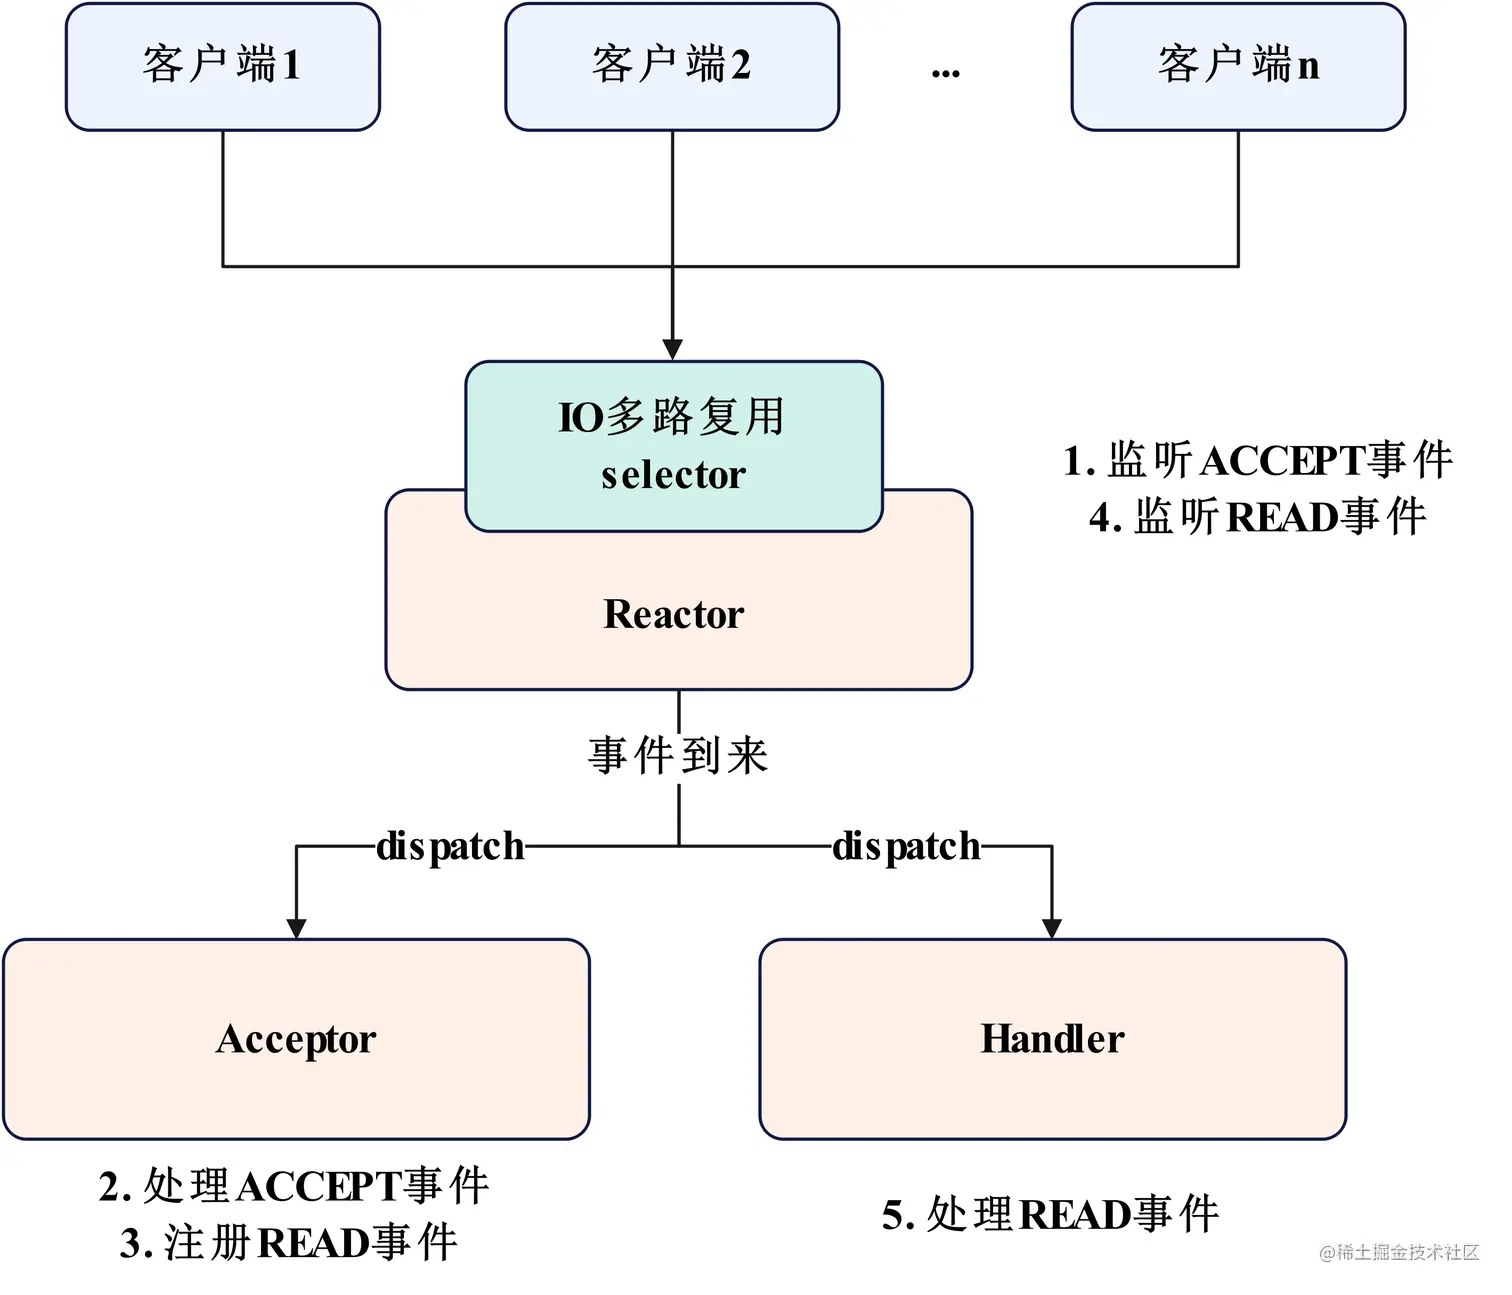 客户端1
客户端2
...
客户端n
IO多路复用
selector
1. 监听ACCEPT事件
4. 监听READ事件
Reactor
事件到来
dispatch
dispatch
Acceptor
Handler
2. 处理ACCEPT事件
3. 注册READ事件
5. 处理READ事件
@稀土掘金技术社区